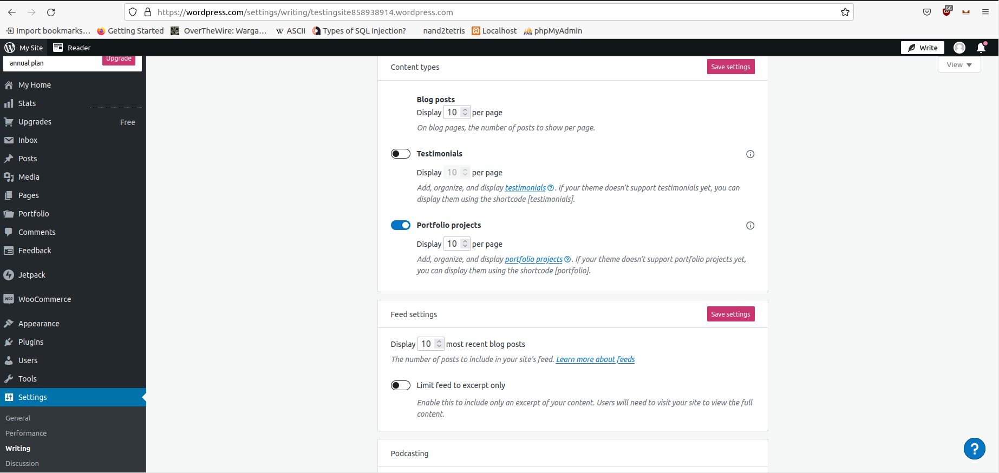 https://wordpress.com/settings/writing/testingsite858938914.wordpress.com
66
Import bookmarks... Getting Started OverTheWire: Warga... W ASCII Types of SQL Injection? nand2tetris Localhost PMA phpMyAdmin
My Site Reader Write
annual plan Upgrade
View
My Home
Stats
Upgrades Free
Inbox
Posts
Media
Pages
Portfolio
Comments
Feedback
Jetpack
woo WooCommerce
Appearance
Plugins
Users
Tools
Settings
General
Performance
Writing
Discussion
Content types Save settings
Blog posts
Display 10 per page
On blog pages, the number of posts to show per page.
Testimonials
Display 10 per page
Add, organize, and display testimonials. If your theme doesn’t support testimonials yet, you can
display them using the shortcode [testimonials].
Portfolio projects
Display 10 per page
Add, organize, and display portfolio projects. If your theme doesn’t support portfolio projects yet,
you can display them using the shortcode [portfolio].
Feed settings Save settings
Display 10 most recent blog posts
The number of posts to include in your site's feed. Learn more about feeds
Limit feed to excerpt only
Enable this to include only an excerpt of your content. Users will need to visit your site to view the full
content.
Podcasting
?